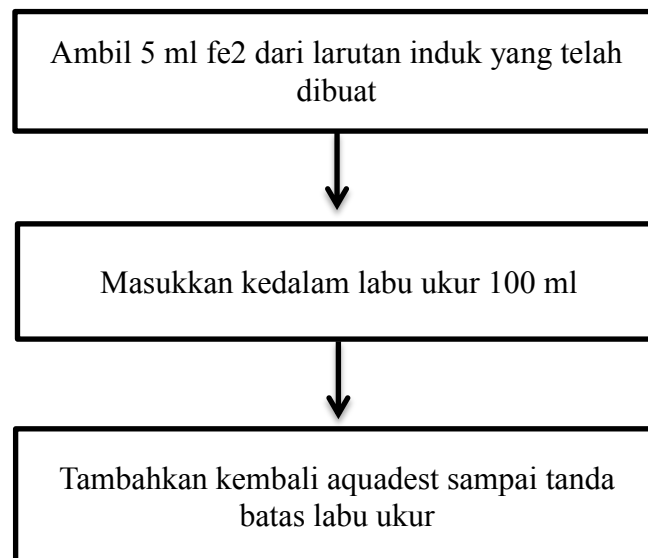 Ambil 5 ml fe2 dari larutan induk yang telah
dibuat
Masukkan kedalam labu ukur 100 ml
Tambahkan kembali aquadest sampai tanda
batas labu ukur